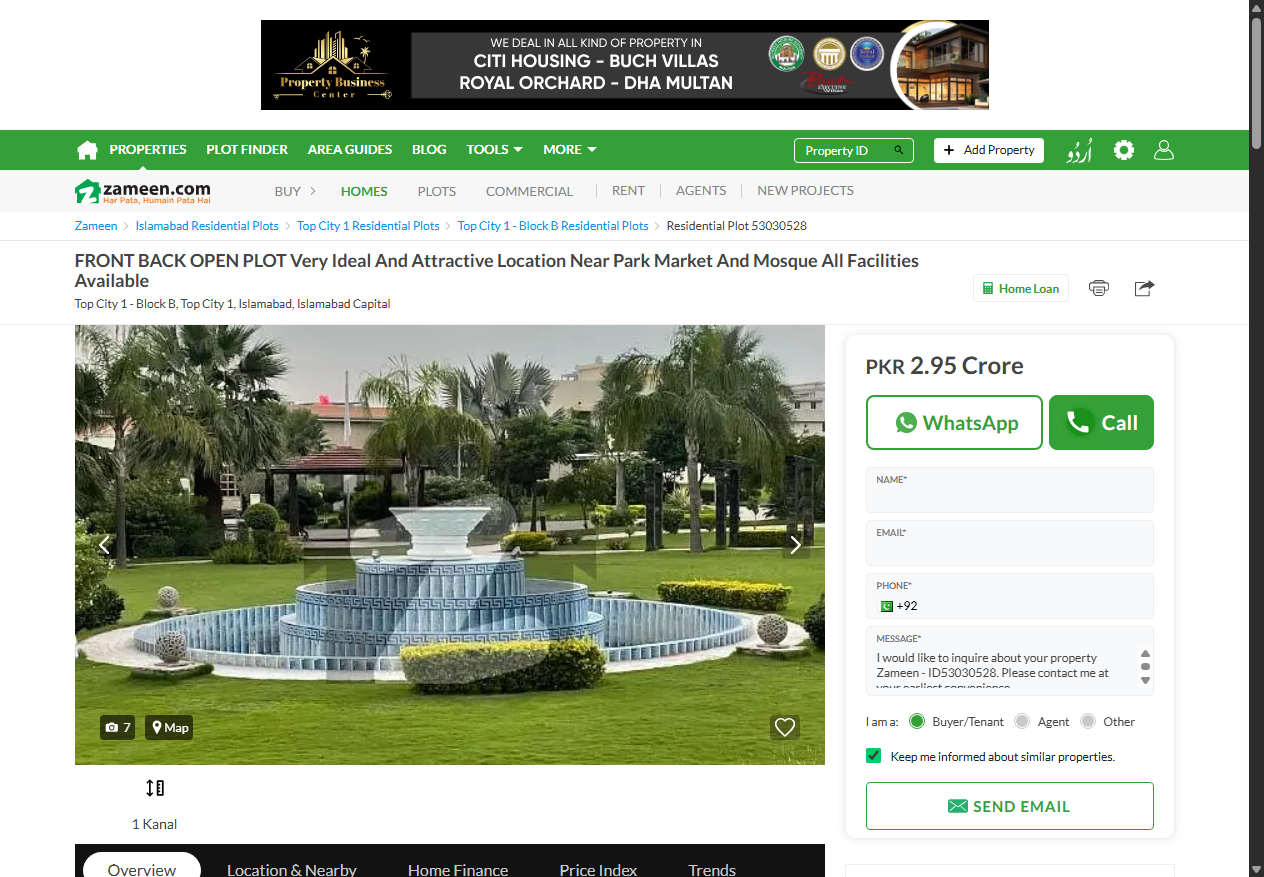 Property Business
Center
WE DEAL IN ALL KIND OF PROPERTY IN
CITI HOUSING - BUCH VILLAS
ROYAL ORCHARD - DHA MULTAN
PROPERTIES
PLOT FINDER
AREA GUIDES
BLOG
TOOLS
MORE
Property ID
+ Add Property
اُردُو
zameen.com
Har Pata, Humain Pata Hai
BUY
HOMES
PLOTS
COMMERCIAL
RENT
AGENTS
NEW PROJECTS
Zameen > Islamabad Residential Plots > Top City 1 Residential Plots > Top City 1 - Block B Residential Plots > Residential Plot 53030528
FRONT BACK OPEN PLOT Very Ideal And Attractive Location Near Park Market And Mosque All Facilities
Available
Top City 1 - Block B, Top City 1, Islamabad, Islamabad Capital
Home Loan
7
Map
1 Kanal
Overview
Location & Nearby
Home Finance
Price Index
Trends
PKR 2.95 Crore
WhatsApp
Call
NAME*
EMAIL*
PHONE*
+92
MESSAGE*
I would like to inquire about your property
Zameen - ID53030528. Please contact me at
your earliest convenience.
I am a:
Buyer/Tenant
Agent
Other
Keep me informed about similar properties.
SEND EMAIL